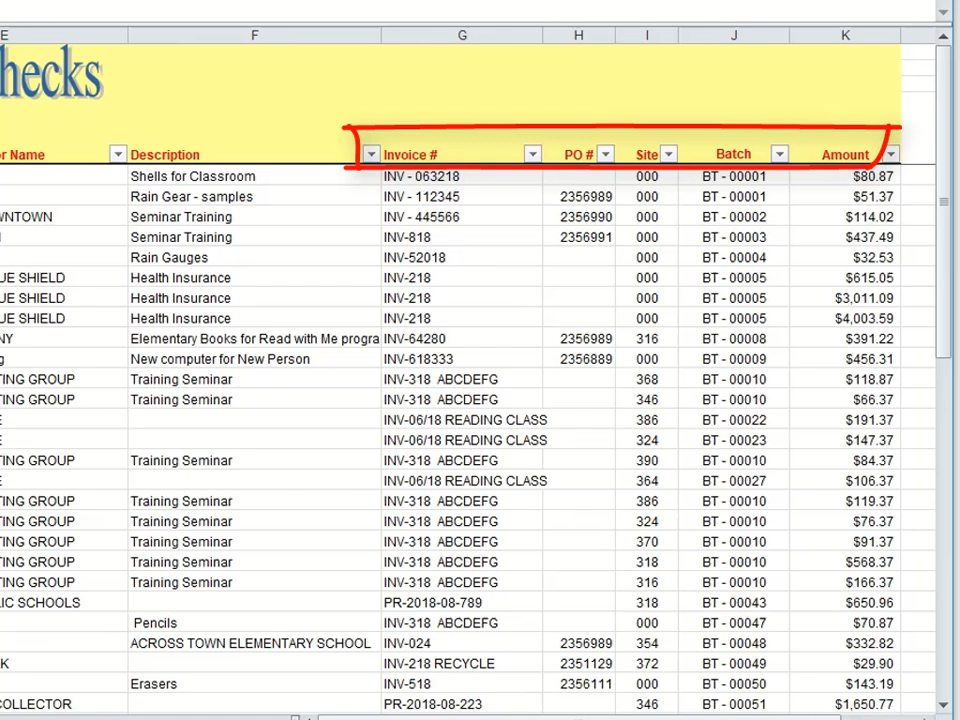 E F G H I J K
hecks
or Name Description Invoice # PO # Site Batch Amount
Shells for Classroom INV - 063218 000 BT - 00001 $80.87
Rain Gear - samples INV - 112345 2356989 000 BT - 00001 $51.37
WNTOWN Seminar Training INV - 445566 2356990 000 BT - 00002 $114.02
Seminar Training INV-818 2356991 000 BT - 00003 $437.49
Rain Gauges INV-52018 000 BT - 00004 $32.53
UE SHIELD Health Insurance INV-218 000 BT - 00005 $615.05
UE SHIELD Health Insurance INV-218 000 BT - 00005 $3,011.09
UE SHIELD Health Insurance INV-218 000 BT - 00005 $4,003.59
NY Elementary Books for Read with Me progra INV-64280 2356989 316 BT - 00008 $391.22
g New computer for New Person INV-618333 2356889 000 BT - 00009 $456.31
TING GROUP Training Seminar INV-318 ABCDEFG 368 BT - 00010 $118.87
TING GROUP Training Seminar INV-318 ABCDEFG 346 BT - 00010 $66.37
E INV-06/18 READING CLASS 386 BT - 00022 $191.37
E INV-06/18 READING CLASS 324 BT - 00023 $147.37
TING GROUP Training Seminar INV-318 ABCDEFG 390 BT - 00010 $84.37
E INV-06/18 READING CLASS 364 BT - 00027 $106.37
TING GROUP Training Seminar INV-318 ABCDEFG 386 BT - 00010 $119.37
TING GROUP Training Seminar INV-318 ABCDEFG 324 BT - 00010 $76.37
TING GROUP Training Seminar INV-318 ABCDEFG 370 BT - 00010 $91.37
TING GROUP Training Seminar INV-318 ABCDEFG 318 BT - 00010 $568.37
TING GROUP Training Seminar INV-318 ABCDEFG 316 BT - 00010 $166.37
LIC SCHOOLS PR-2018-08-789 318 BT - 00043 $650.96
Pencils INV-318 ABCDEFG 000 BT - 00047 $70.87
ACROSS TOWN ELEMENTARY SCHOOL INV-024 2356989 354 BT - 00048 $332.82
K INV-218 RECYCLE 2351129 372 BT - 00049 $29.90
Erasers INV-518 2356111 000 BT - 00050 $143.19
COLLECTOR PR-2018-08-223 346 BT - 00051 $1,650.77